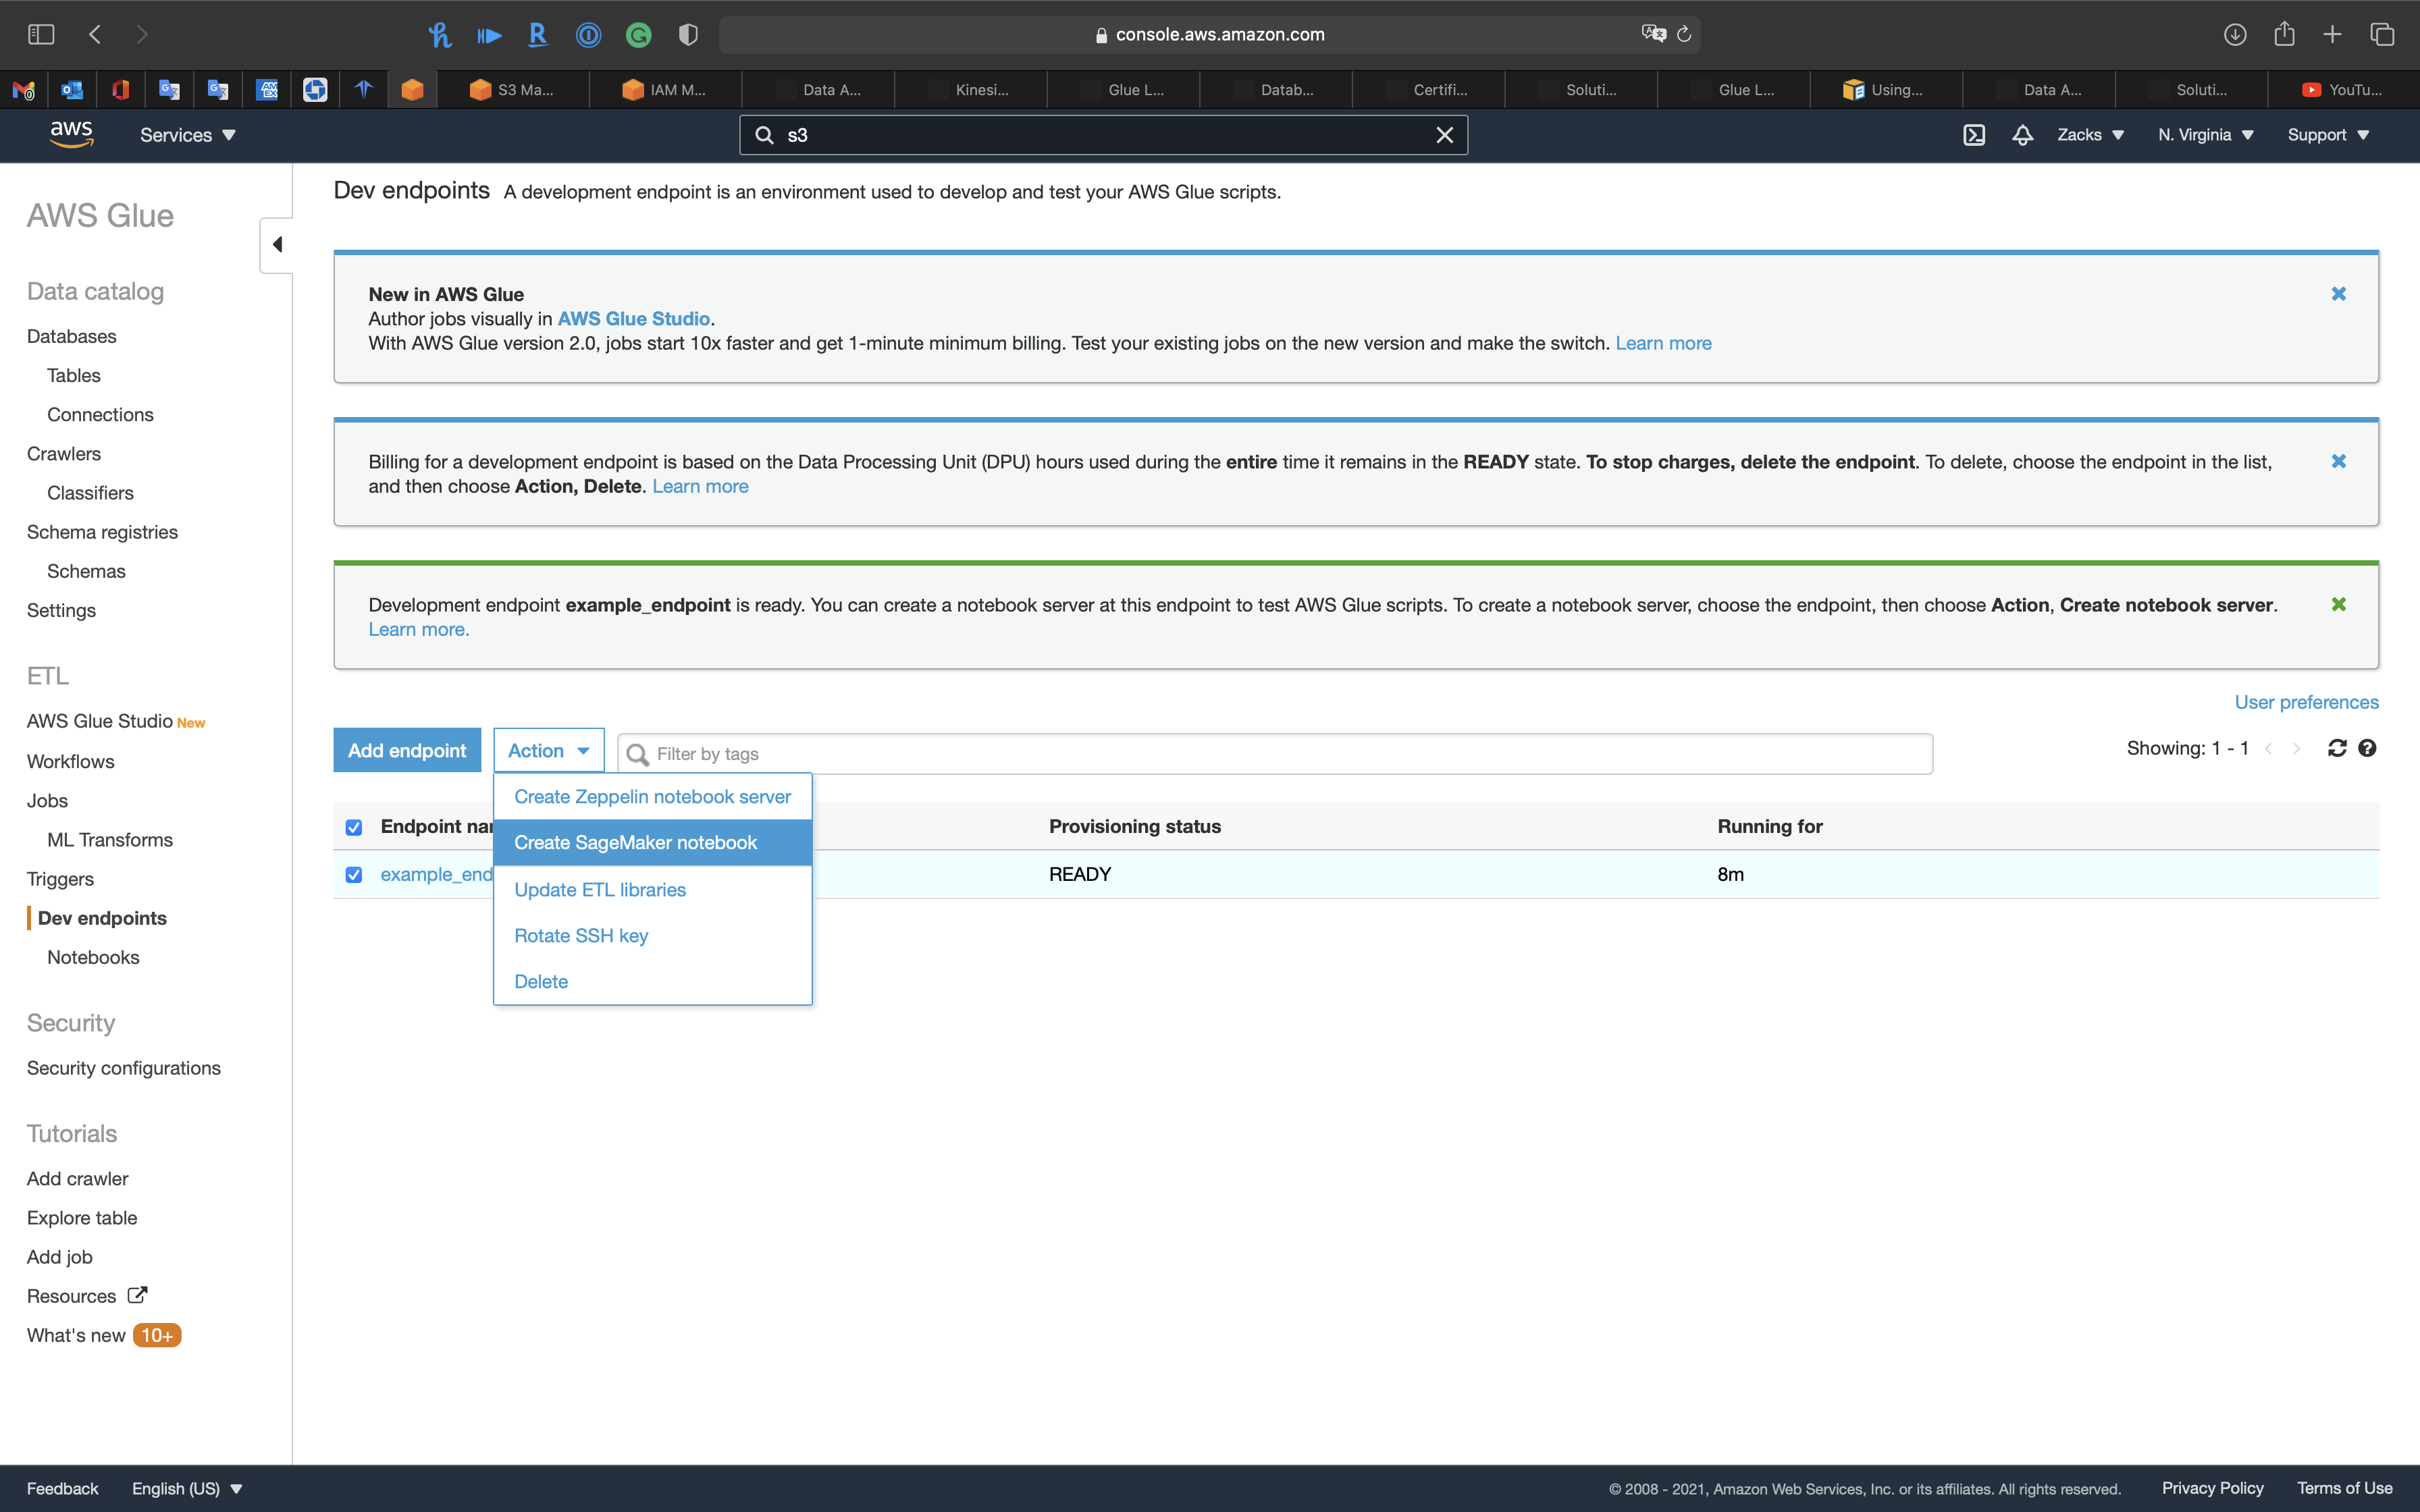 console.aws.amazon.com
S3 Ma...
IAM M...
Data A...
Kinesi...
Glue L...
Datab...
Certifi...
Soluti...
Glue L...
Using...
Data A...
Soluti...
YouTu...
aws
Services
s3
Zacks
N. Virginia
Support
AWS Glue
Data catalog
Databases
Tables
Connections
Crawlers
Classifiers
Schema registries
Schemas
Settings
ETL
AWS Glue Studio New
Workflows
Jobs
ML Transforms
Triggers
Dev endpoints
Notebooks
Security
Security configurations
Tutorials
Add crawler
Explore table
Add job
Resources
What's new 10+
Dev endpoints A development endpoint is an environment used to develop and test your AWS Glue scripts.
New in AWS Glue
Author jobs visually in AWS Glue Studio.
With AWS Glue version 2.0, jobs start 10x faster and get 1-minute minimum billing. Test your existing jobs on the new version and make the switch. Learn more
Billing for a development endpoint is based on the Data Processing Unit (DPU) hours used during the entire time it remains in the READY state. To stop charges, delete the endpoint. To delete, choose the endpoint in the list,
and then choose Action, Delete. Learn more
Development endpoint example_endpoint is ready. You can create a notebook server at this endpoint to test AWS Glue scripts. To create a notebook server, choose the endpoint, then choose Action, Create notebook server.
Learn more.
User preferences
Add endpoint
Action
Filter by tags
Showing: 1 - 1
Create Zeppelin notebook server
Create SageMaker notebook
Update ETL libraries
Rotate SSH key
Delete
Endpoint nar
Provisioning status
Running for
example_end
READY
8m
Feedback
English (US)
© 2008 - 2021, Amazon Web Services, Inc. or its affiliates. All rights reserved.
Privacy Policy
Terms of Use